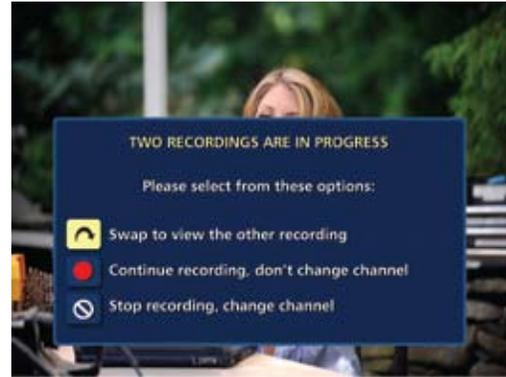 TWO RECORDINGS ARE IN PROGRESS
Please select from these options:
Swap to view the other recording
Continue recording, don't change channel
Stop recording, change channel